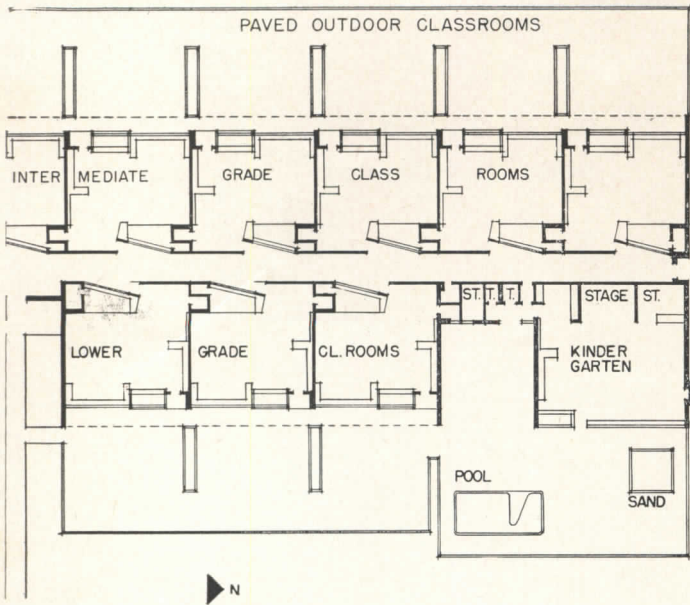 PAVED OUTDOOR CLASSROOMS
INTER MEDIATE GRADE CLASS ROOMS
ST. T. T. STAGE ST.
LOWER GRADE CL. ROOMS
KINDER
GARTEN
POOL
SAND
N